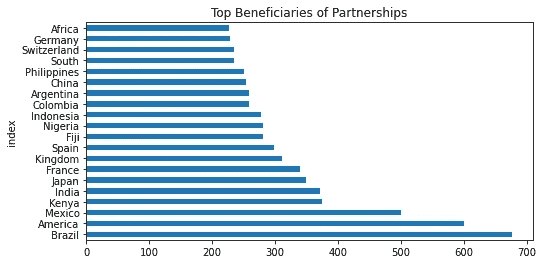 Top Beneficiaries of Partnerships
index
Africa
Germany
Switzerland
South
Philippines
China
Argentina
Colombia
Indonesia
Nigeria
Fiji
Spain
Kingdom
France
Japan
India
Kenya
Mexico
America
Brazil
0 100 200 300 400 500 600 700